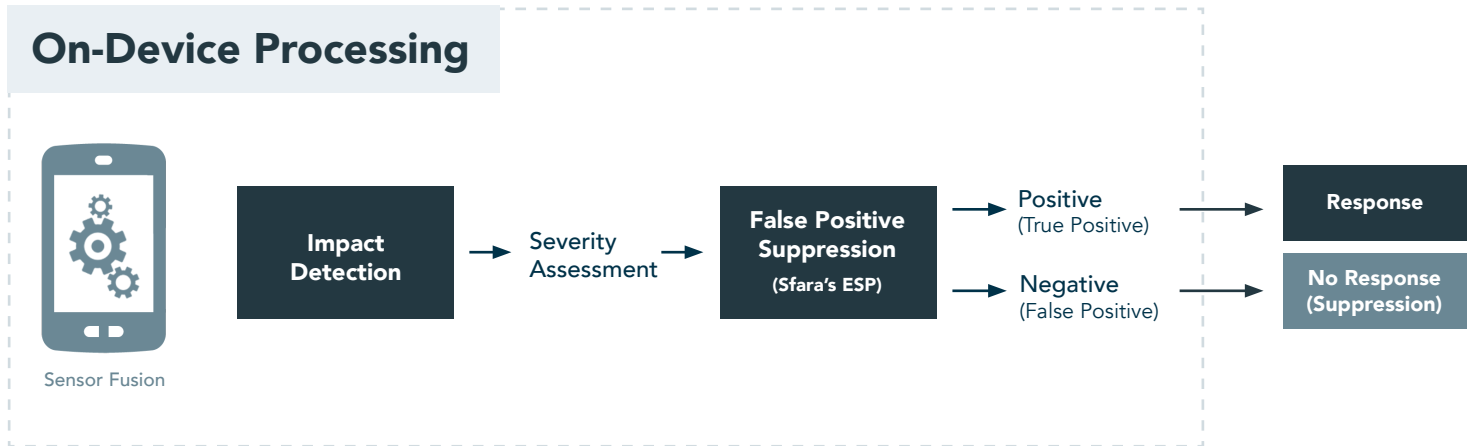 On-Device Processing
Sensor Fusion
Impact
Detection
Severity
Assessment
False Positive
Suppression
(Sfara's ESP)
Positive
(True Positive)
Negative
(False Positive)
Response
No Response
(Suppression)